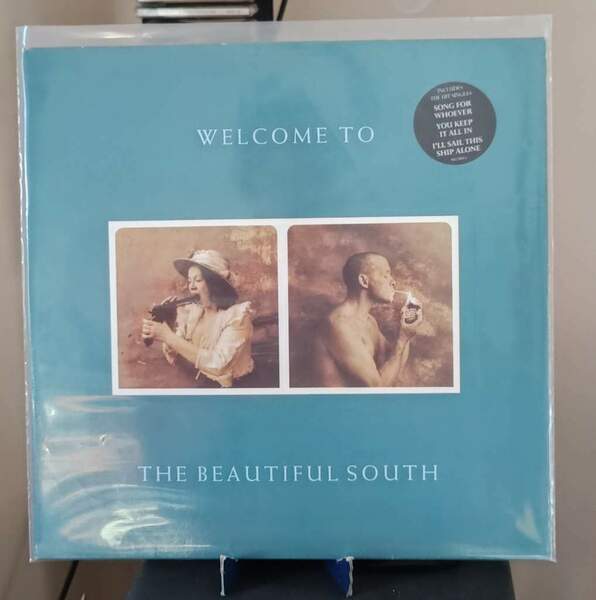 INCLUDES
THE HIT SINGLES
SONG FOR
WHOEVER
YOU KEEP
IT ALL IN
I'LL SAIL THIS
SHIP ALONE
WELCOME TO
THE BEAUTIFUL SOUTH